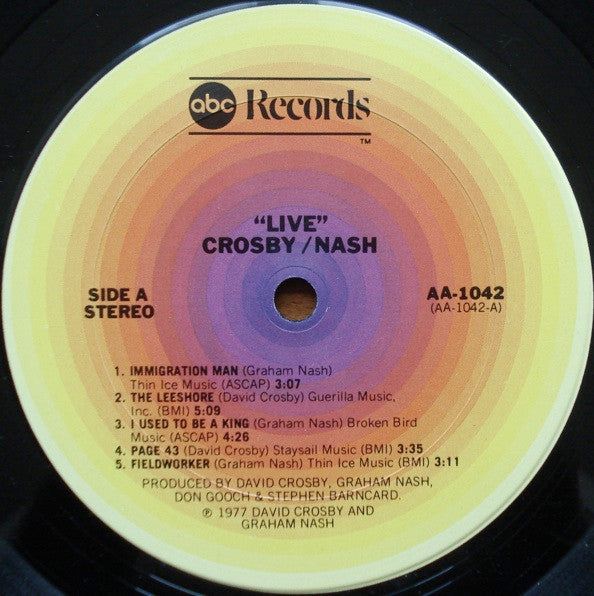 abc Records
TM
"LIVE"
CROSBY/NASH
SIDE A
STEREO
AA-1042
(AA-1042-A)
1. IMMIGRATION MAN (Graham Nash)
Thin Ice Music (ASCAP) 3:07
2. THE LEESHORE (David Crosby) Guerilla Music,
Inc. (BMI) 5:09
3. I USED TO BE A KING (Graham Nash) Broken Bird
Music (ASCAP) 4:26
4. PAGE 43 (David Crosby) Staysail Music (BMI) 3:35
5. FIELDWORKER (Graham Nash) Thin Ice Music (BMI) 3:11
PRODUCED BY DAVID CROSBY, GRAHAM NASH,
DON GOOCH & STEPHEN BARNCARD.
℗ 1977 DAVID CROSBY AND
GRAHAM NASH